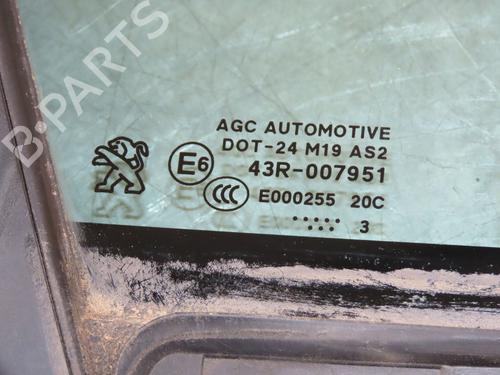 B-PARTS
AGC AUTOMOTIVE
DOT-24 M19 AS2
E6 43R-007951
CCC E000255 20C
3